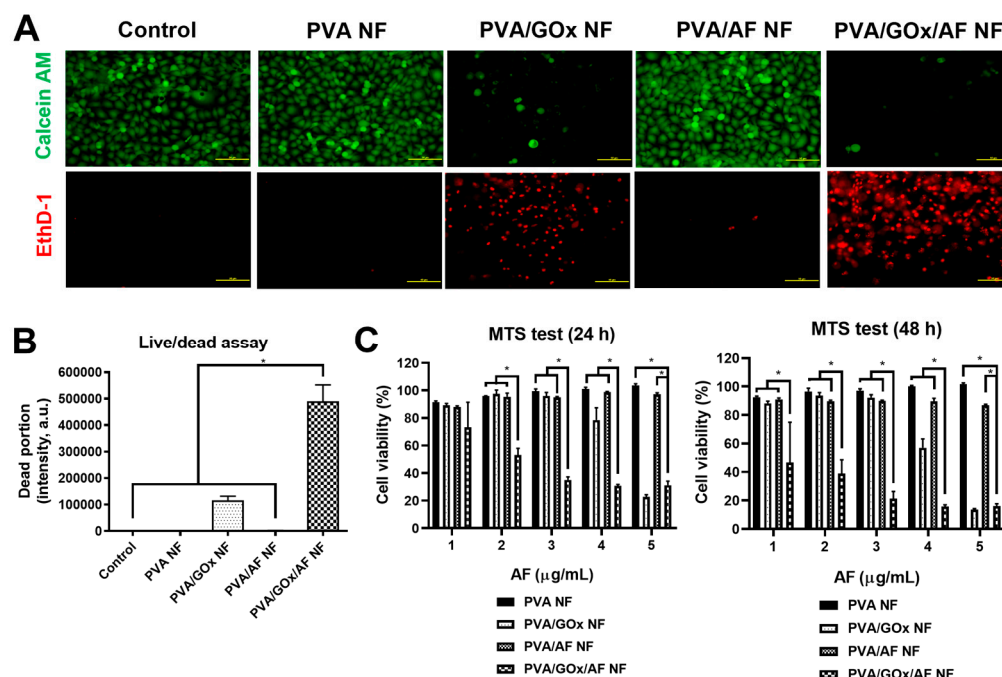 A
Control
PVA NF
PVA/GOx NF
PVA/AF NF
PVA/GOx/AF NF
Calcein AM
EthD-1
B
Live/dead assay
*
Dead portion
(intensity, a.u.)
600000
500000
400000
300000
200000
100000
0
Control
PVA NF
PVA/GOx NF
PVA/AF NF
PVA/GOx/AF NF
C
MTS test (24 h)
Cell viability (%)
120
100
80
60
40
20
0
* * * * *
1 2 3 4 5
AF (µg/mL)
PVA NF
PVA/GOx NF
PVA/AF NF
PVA/GOx/AF NF
MTS test (48 h)
Cell viability (%)
120
100
80
60
40
20
0
* * * * * *
1 2 3 4 5
AF (µg/mL)
PVA NF
PVA/GOx NF
PVA/AF NF
PVA/GOx/AF NF